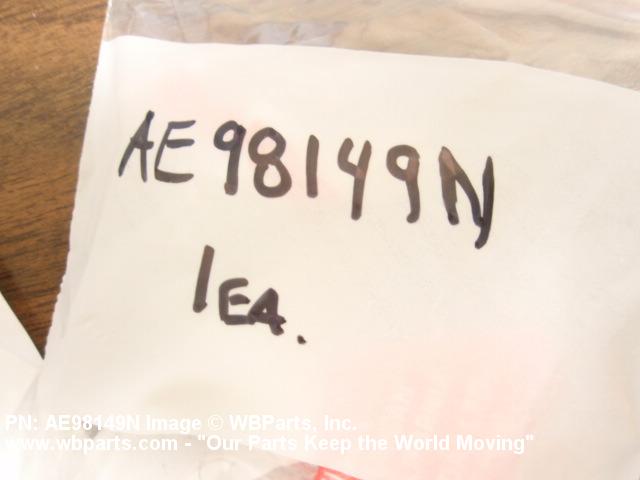 AE98149N
1EA.
PN: AE98149N Image © WBParts, Inc.
www.wbparts.com - "Our Parts Keep the World Moving"